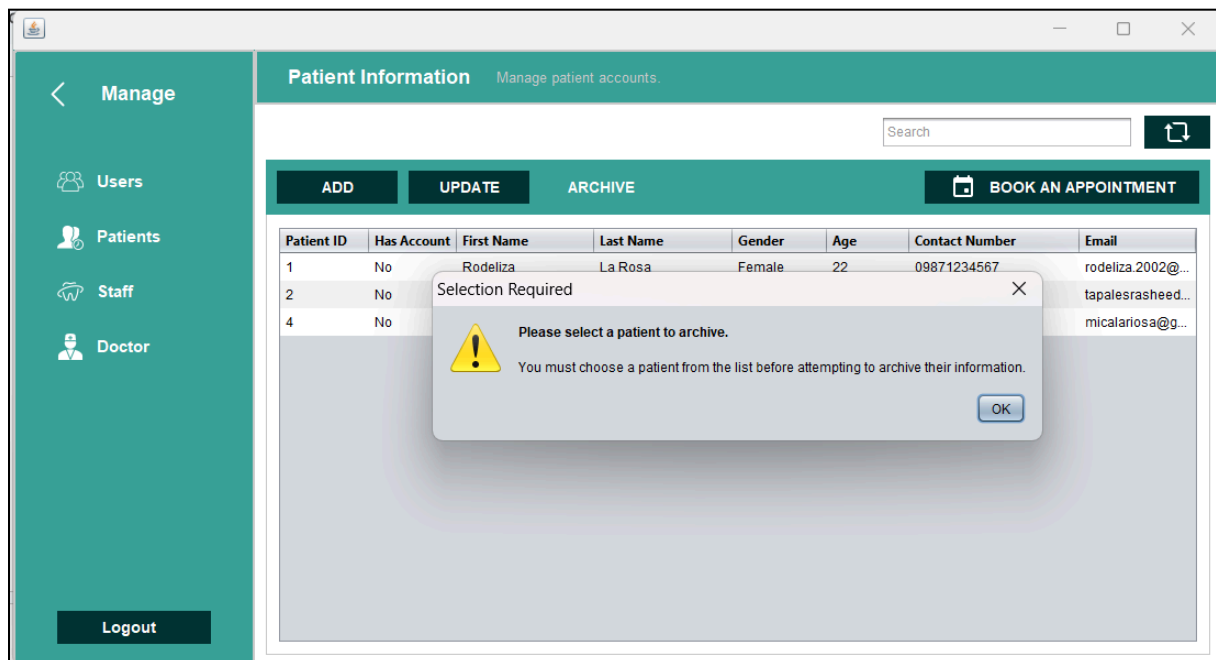 Manage
Users
Patients
Staff
Doctor
Logout
Patient Information Manage patient accounts.
Search
ADD UPDATE ARCHIVE BOOK AN APPOINTMENT
Patient ID Has Account First Name Last Name Gender Age Contact Number Email
1 No Rodeliza La Rosa Female 22 09871234567 rodeliza.2002@...
2 No tapalesrasheed...
4 No micalariosa@g...
Selection Required
Please select a patient to archive.
You must choose a patient from the list before attempting to archive their information.
OK